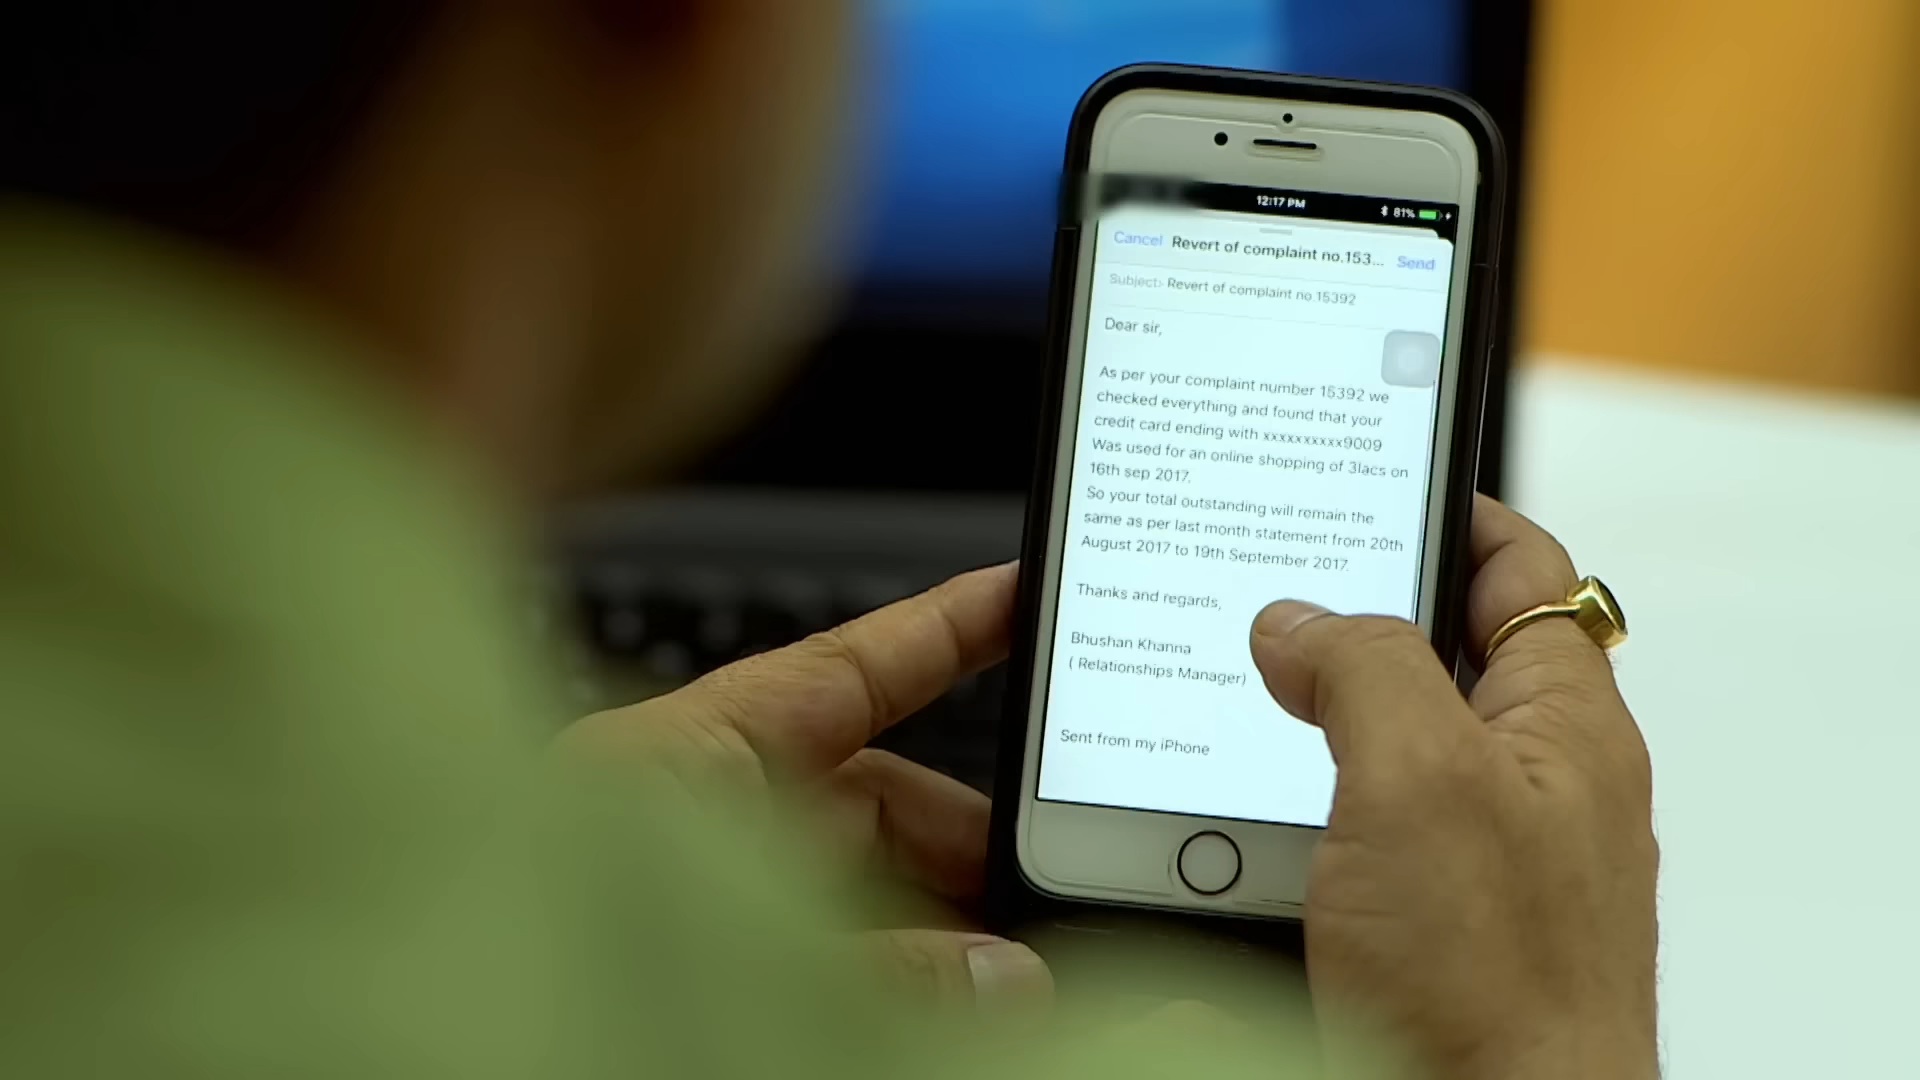 12:17 PM
81%
Cancel Revert of complaint no.153... Send
Subject: Revert of complaint no.15392
Dear sir,
As per your complaint number 15392 we
checked everything and found that your
credit card ending with xxxxxxxxxx9009
Was used for an online shopping of 3lacs on
16th sep 2017.
So your total outstanding will remain the
same as per last month statement from 20th
August 2017 to 19th September 2017.
Thanks and regards,
Bhushan Khanna
( Relationships Manager)
Sent from my iPhone